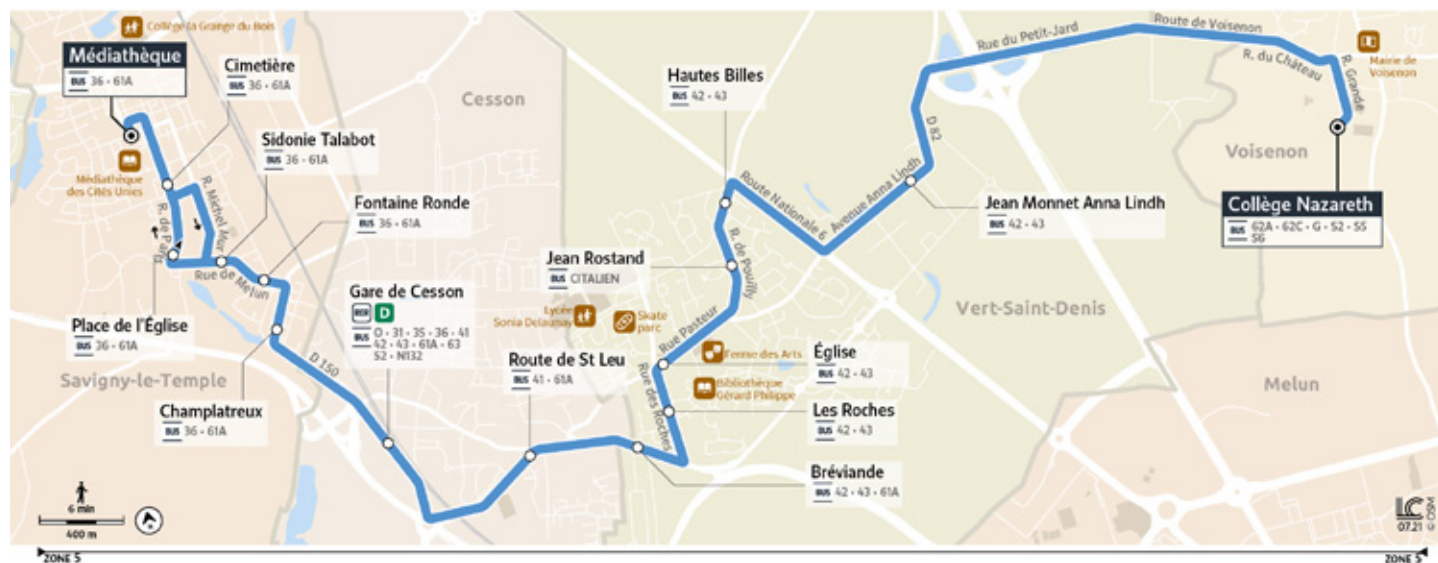 Collège la Grange du Bois
Médiathèque
BUS 36 • 61A
Cimetière
BUS 36 • 61A
Cesson
Hautes Billes
BUS 42 • 43
Rue du Petit-Jard
Route de Voisenon
R. du Château
R. Grande
Mairie de
Voisenon
Sidonie Talabot
BUS 36 • 61A
Médiathèque
des Cités Unies
R. Michel Mur
R. de Paris
Fontaine Ronde
BUS 36 • 61A
D 82
Voisenon
Route Nationale 6
Avenue Anna Lindh
Jean Monnet Anna Lindh
BUS 42 • 43
Collège Nazareth
BUS 62A • 62C • G • S2 • S5
S6
Rue de Melun
Jean Rostand
BUS CITALIEN
R. de Pouilly
Gare de Cesson
RER D
BUS O • 31 • 35 • 36 • 41
42 • 43 • 61A • 63
S2 • N132
Lycée
Sonia Delaunay
Skate
parc
Rue Pasteur
Vert-Saint-Denis
Place de l'Église
BUS 36 • 61A
D 150
Route de St Leu
BUS 41 • 61A
Ferme des Arts
Église
BUS 42 • 43
Savigny-le-Temple
Rue des Roches
Bibliothèque
Gérard Philippe
Melun
Champlatreux
BUS 36 • 61A
Les Roches
BUS 42 • 43
Bréviande
BUS 42 • 43 • 61A
6 min
400 m
N
LC
07.21
© OSM
ZONE 5
ZONE 5